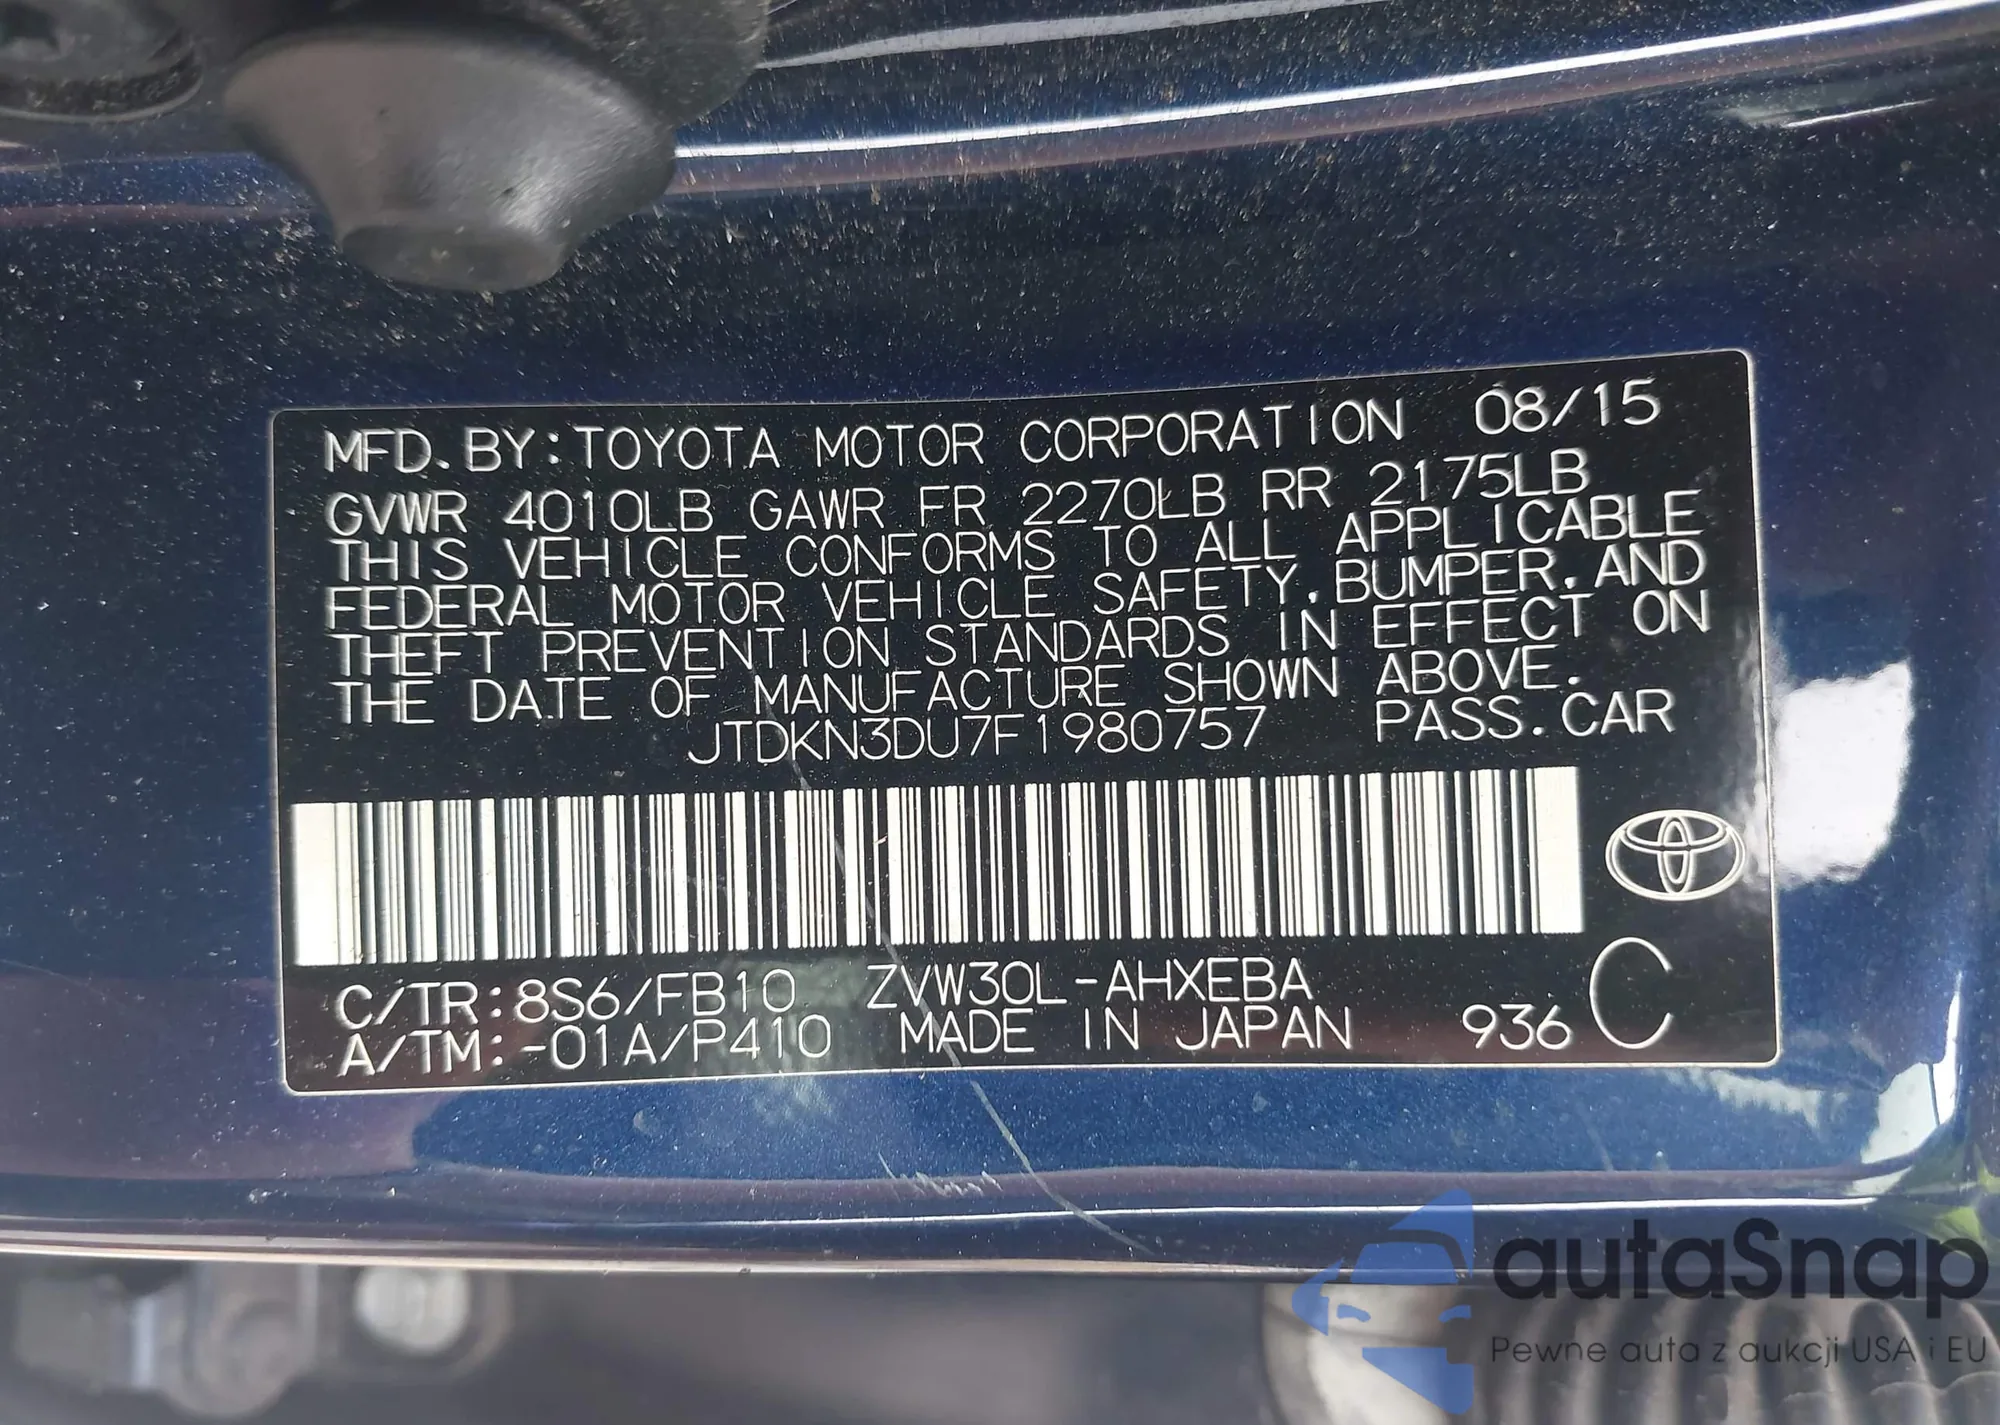 MFD. BY: TOYOTA MOTOR CORPORATION 08/15
GVWR 4010LB GAWR FR 2270LB RR 2175LB
THIS VEHICLE CONFORMS TO ALL APPLICABLE
FEDERAL MOTOR VEHICLE SAFETY, BUMPER, AND
THEFT PREVENTION STANDARDS IN EFFECT ON
THE DATE OF MANUFACTURE SHOWN ABOVE.
JTDKN3DU7F1980757 PASS. CAR
C/TR: 8S6/FB10 ZVW30L-AHXEBA
A/TM: -01A/P410 MADE IN JAPAN 936 C
autaSnap
Pewne auta z aukcji USA i EU